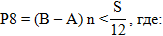 P8 = (B – A) n < S/12, где: